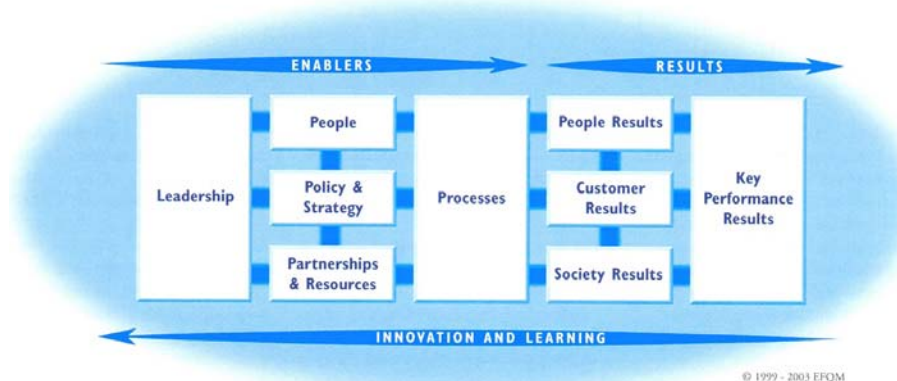 ENABLERS
RESULTS
Leadership
People
Policy &
Strategy
Partnerships
& Resources
Processes
People Results
Customer
Results
Society Results
Key
Performance
Results
INNOVATION AND LEARNING
© 1999 - 2003 EFQM